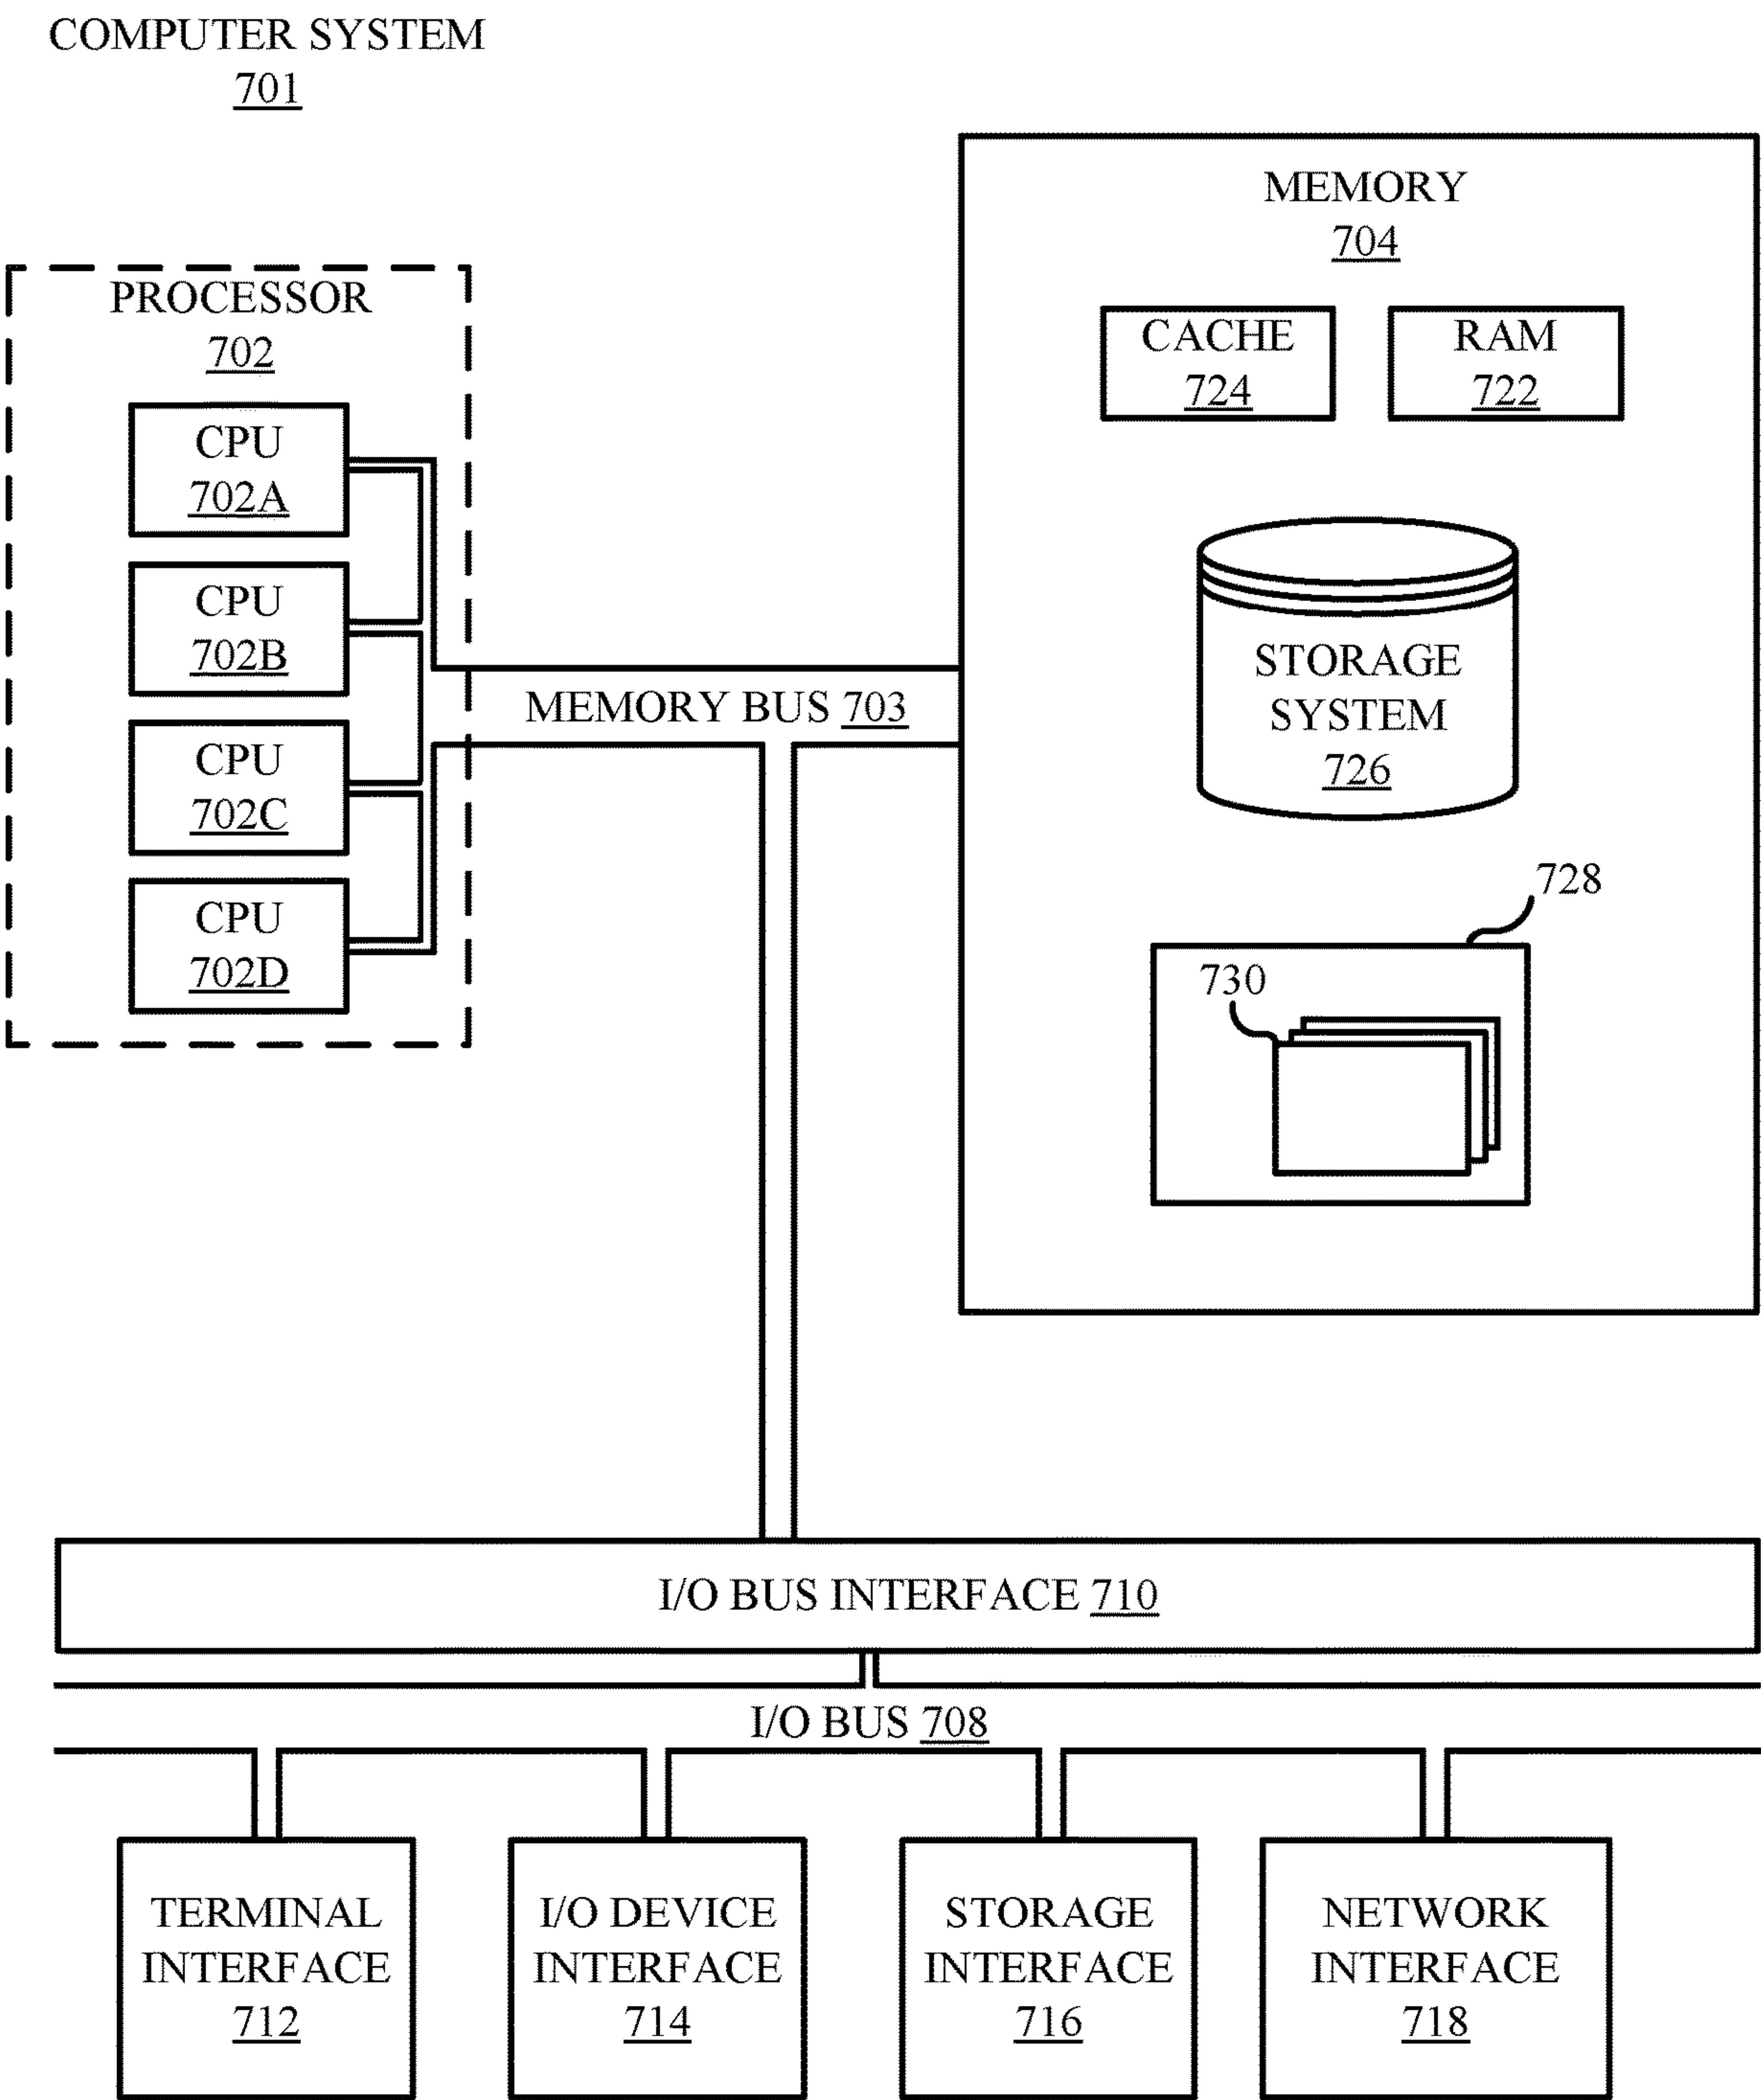 COMPUTER SYSTEM
701
PROCESSOR
702
CPU
702A
CPU
702B
CPU
702C
CPU
702D
MEMORY BUS 703
MEMORY
704
CACHE
724
RAM
722
STORAGE
SYSTEM
726
728
730
I/O BUS INTERFACE 710
I/O BUS 708
TERMINAL
INTERFACE
712
I/O DEVICE
INTERFACE
714
STORAGE
INTERFACE
716
NETWORK
INTERFACE
718